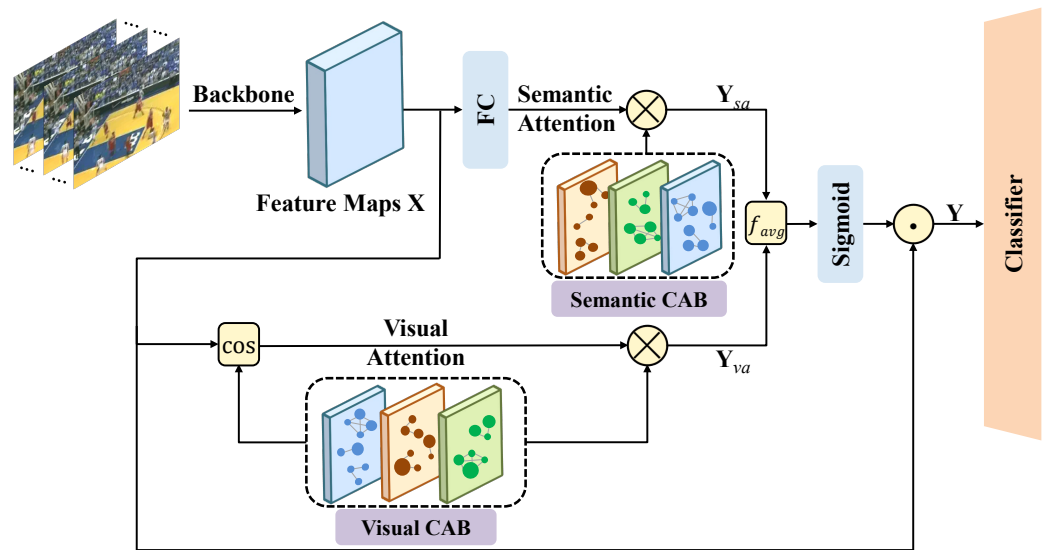 ...
...
Backbone
Feature Maps X
FC
Semantic
Attention
Y_sa
Semantic CAB
f_avg
Sigmoid
Y
Classifier
cos
Visual
Attention
Y_va
Visual CAB